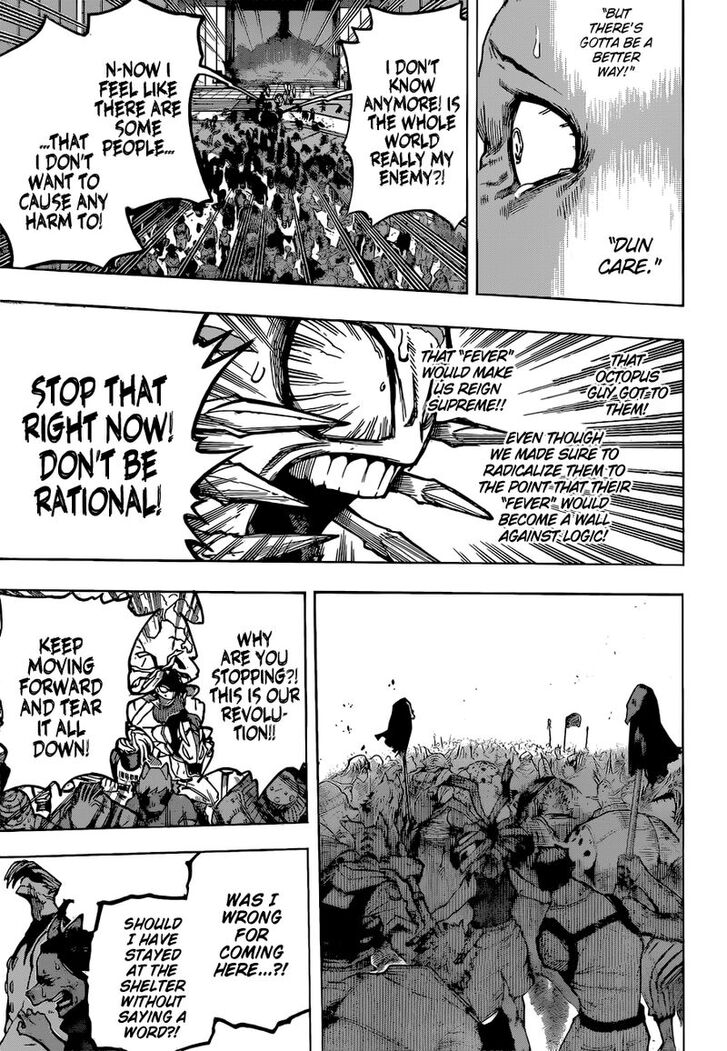 "BUT
THERE'S
GOTTA BE A
BETTER
WAY!"
"DUN
CARE."
I DON'T
KNOW
ANYMORE! IS
THE WHOLE
WORLD
REALLY MY
ENEMY?!
N-NOW I
FEEL LIKE
THERE ARE
SOME
PEOPLE...
...THAT
I DON'T
WANT TO
CAUSE ANY
HARM TO!
THAT
OCTOPUS
GUY GOT TO
THEM!
THAT "FEVER"
WOULD MAKE
US REIGN
SUPREME!!
EVEN THOUGH
WE MADE SURE TO
RADICALIZE THEM TO
THE POINT THAT THEIR
"FEVER" WOULD
BECOME A WALL
AGAINST LOGIC!
STOP THAT
RIGHT NOW!
DON'T BE
RATIONAL!
WHY
ARE YOU
STOPPING?!
THIS IS OUR
REVOLU-
TION!!
KEEP
MOVING
FORWARD
AND TEAR
IT ALL
DOWN!
WAS I
WRONG
FOR
COMING
HERE...?!
SHOULD
I HAVE
STAYED
AT THE
SHELTER
WITHOUT
SAYING A
WORD?!